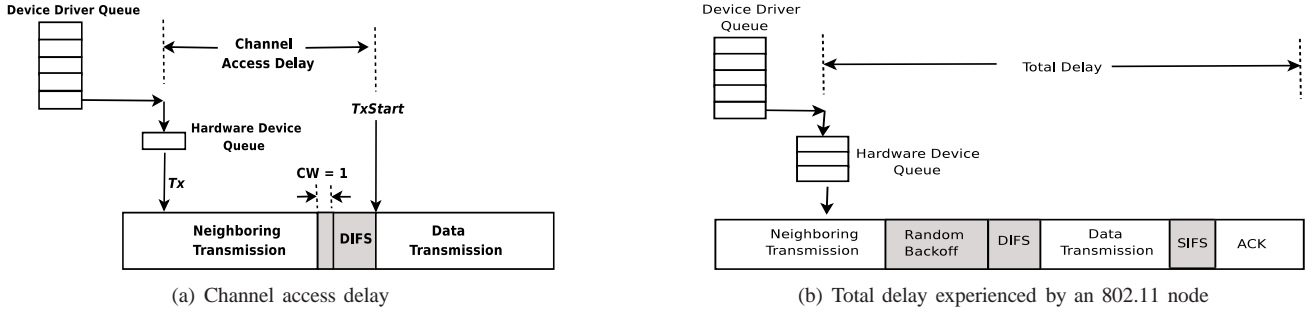 Device Driver Queue
Channel
Access Delay
TxStart
Hardware Device
Queue
Tx
CW = 1
Neighboring
Transmission
DIFS
Data
Transmission
(a) Channel access delay
Device Driver
Queue
Total Delay
Hardware Device
Queue
Neighboring
Transmission
Random
Backoff
DIFS
Data
Transmission
SIFS
ACK
(b) Total delay experienced by an 802.11 node